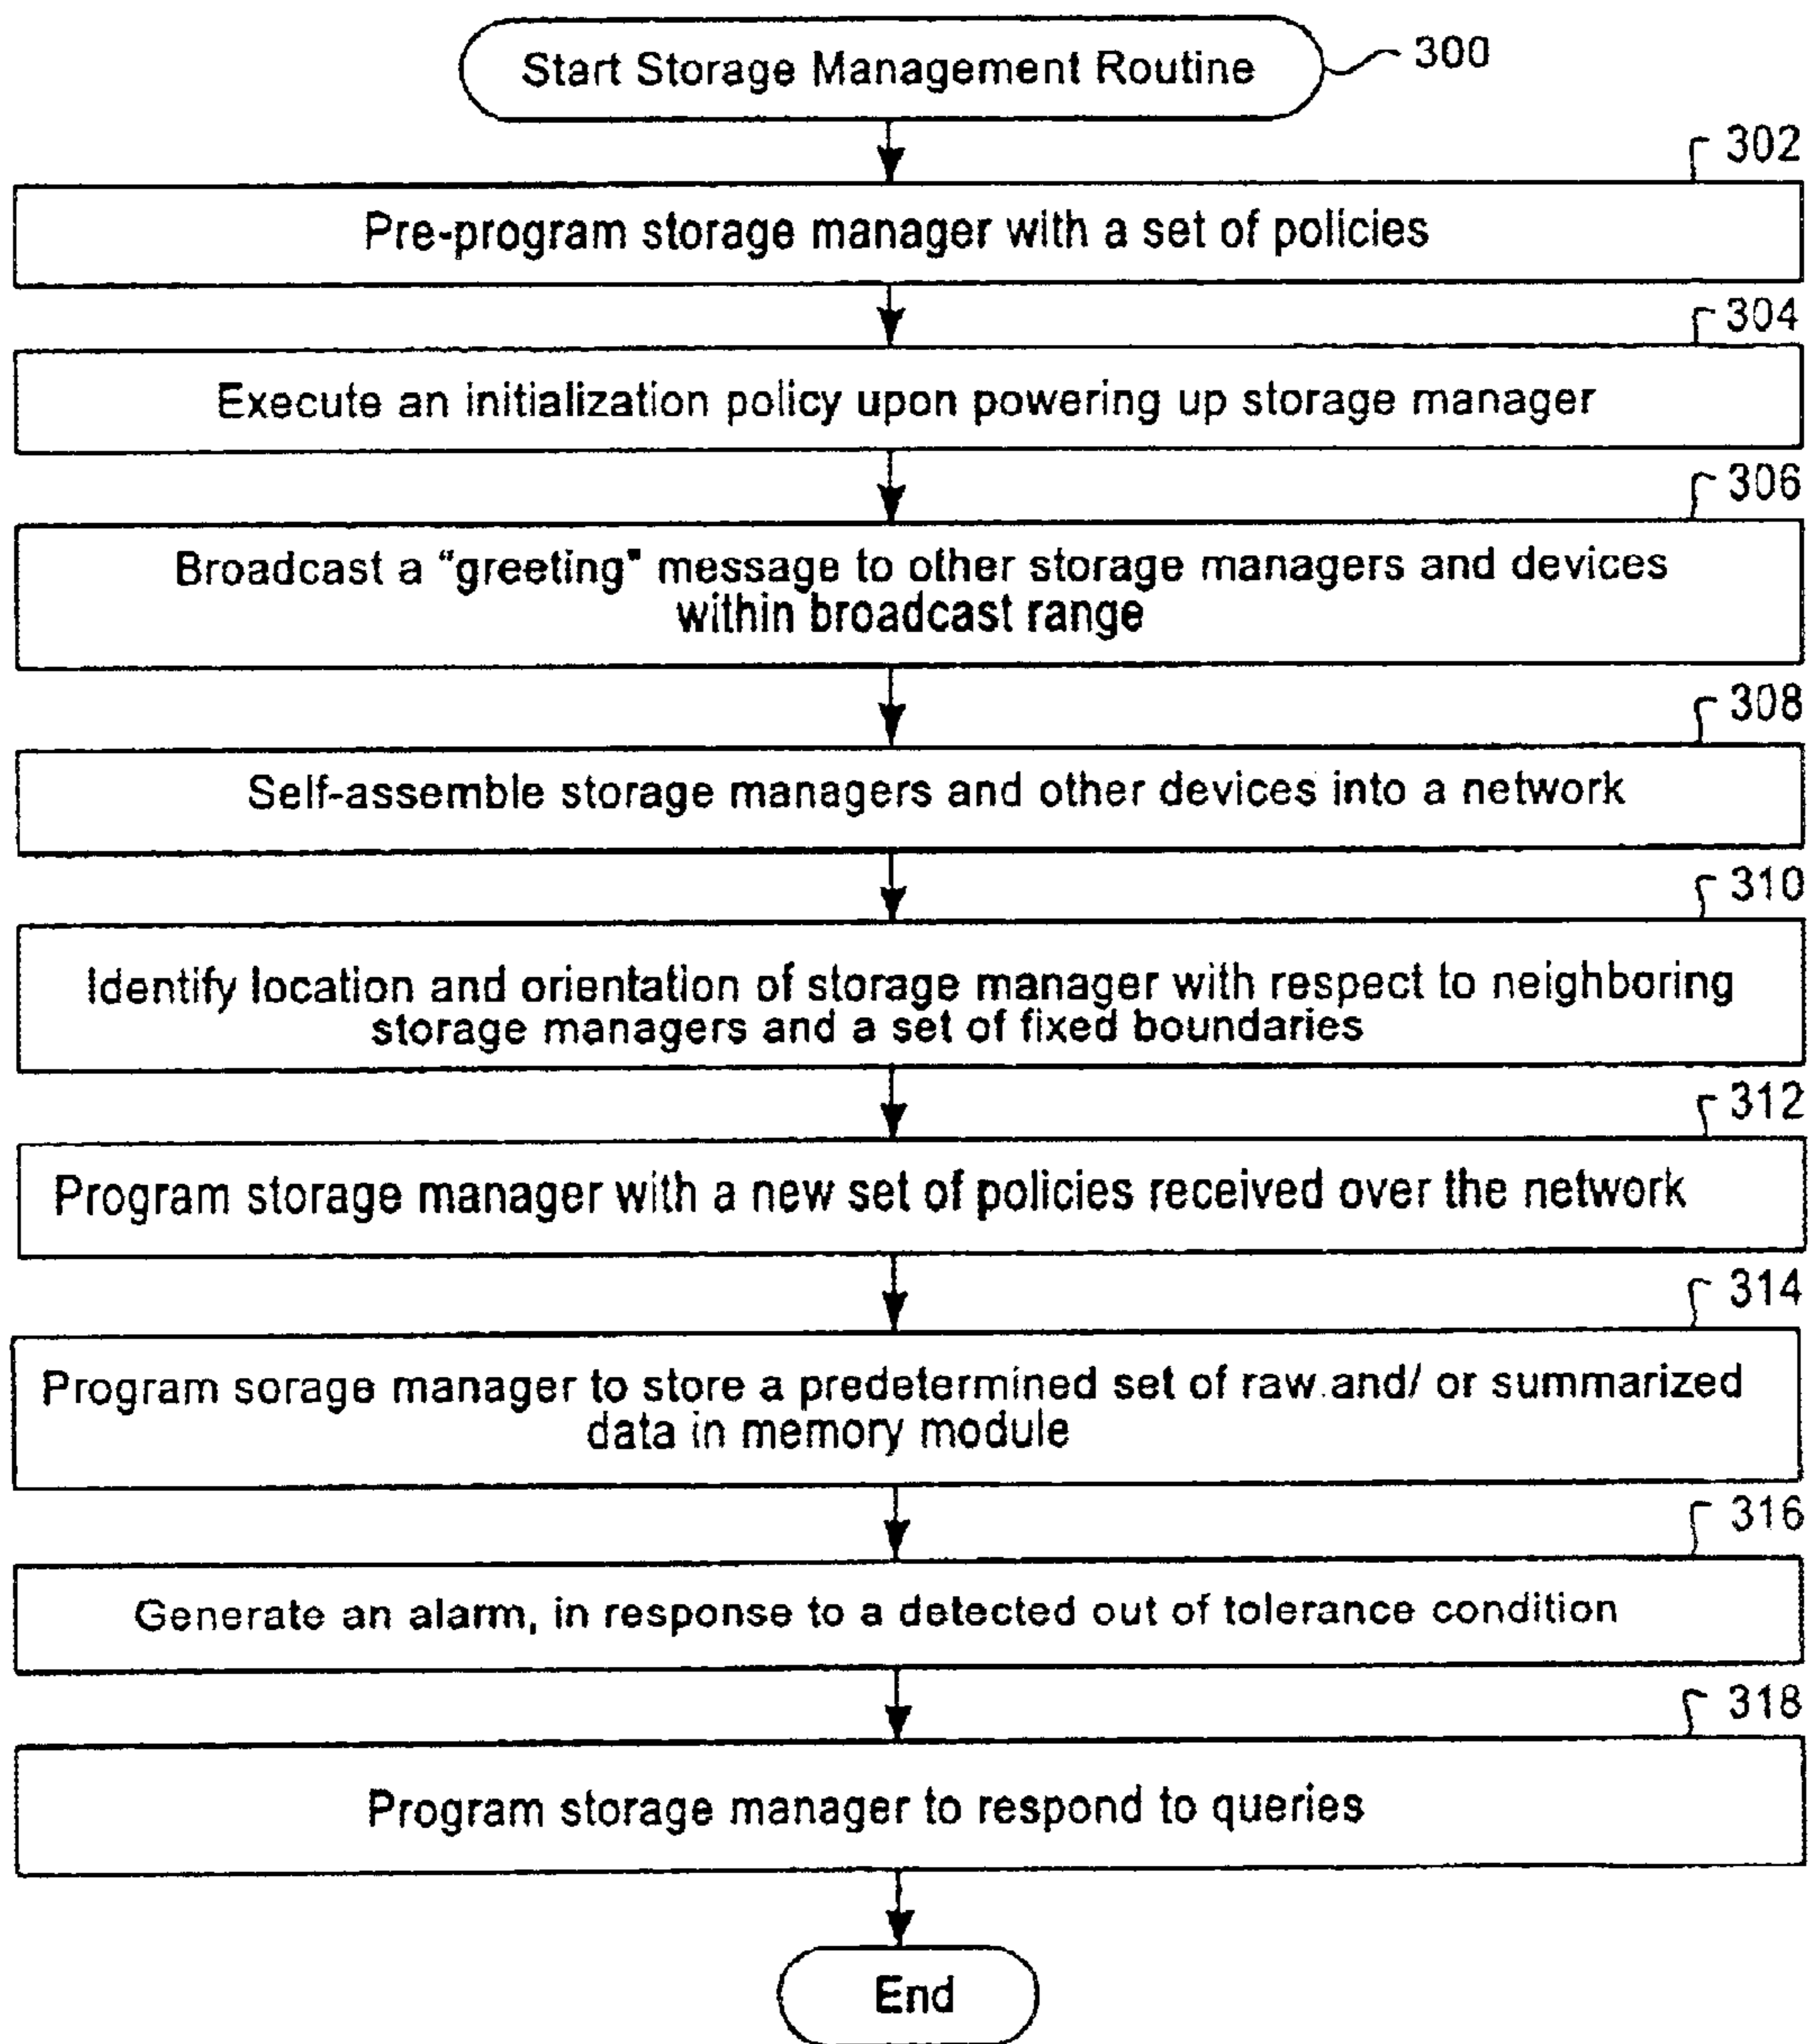 Start Storage Management Routine
300
302
Pre-program storage manager with a set of policies
304
Execute an initialization policy upon powering up storage manager
306
Broadcast a “greeting" message to other storage managers and devices
within broadcast range
308
Self-assemble storage managers and other devices into a network
310
Identify location and orientation of storage manager with respect to neighboring
storage managers and a set of fixed boundaries
312
Program storage manager with a new set of policies received over the network
314
Program sorage manager to store a predetermined set of raw and/ or summarized
data in memory module
316
Generate an alarm, in response to a detected out of tolerance condition
318
Program storage manager to respond to queries
End